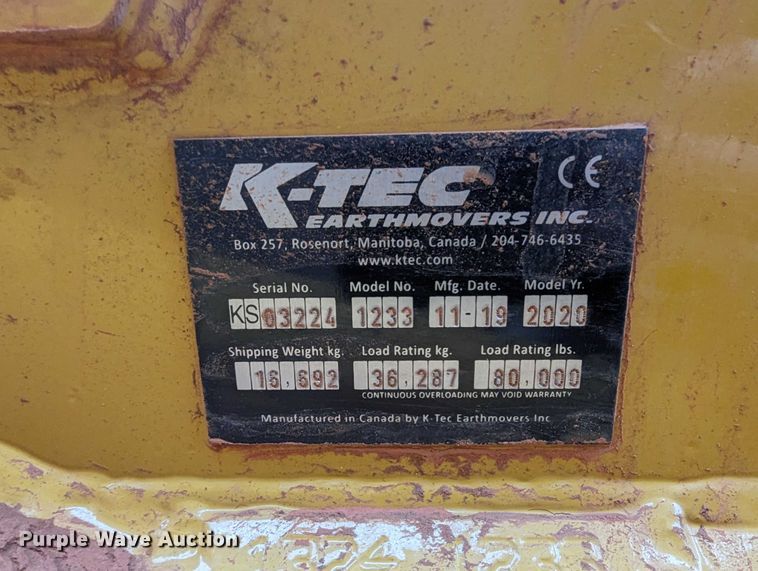 K-TEC
EARTHMOVERS INC.
CE
Box 257, Rosenort, Manitoba, Canada / 204-746-6435
www.ktec.com
Serial No. Model No. Mfg. Date. Model Yr.
KS03224 1233 11-19 2020
Shipping Weight kg. Load Rating kg. Load Rating lbs.
16,692 36,287 80,000
CONTINUOUS OVERLOADING MAY VOID WARRANTY
Manufactured in Canada by K-Tec Earthmovers Inc
Purple Wave Auction